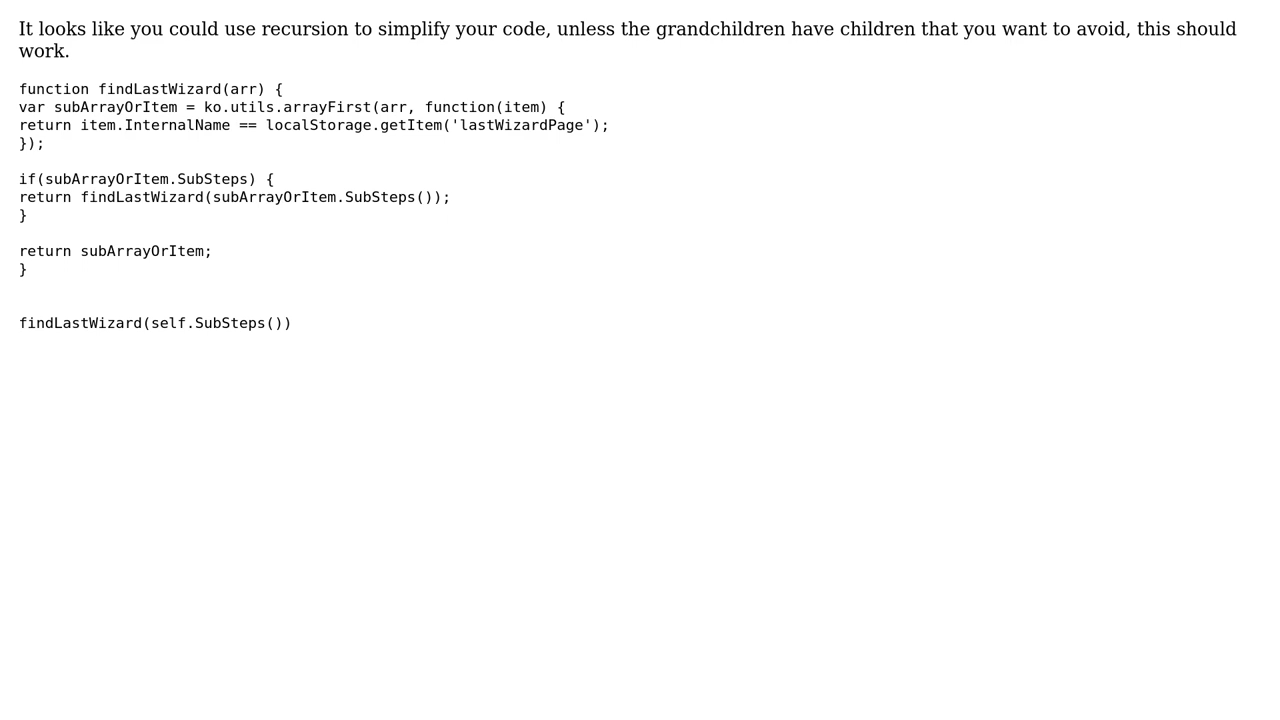 It looks like you could use recursion to simplify your code, unless the grandchildren have children that you want to avoid, this should
work.
function findLastWizard(arr) {
var subArrayOrItem = ko.utils.arrayFirst(arr, function(item) {
return item.InternalName == localStorage.getItem('lastWizardPage');
});
if(subArrayOrItem.SubSteps) {
return findLastWizard(subArrayOrItem.SubSteps());
}
return subArrayOrItem;
}
findLastWizard(self.SubSteps())